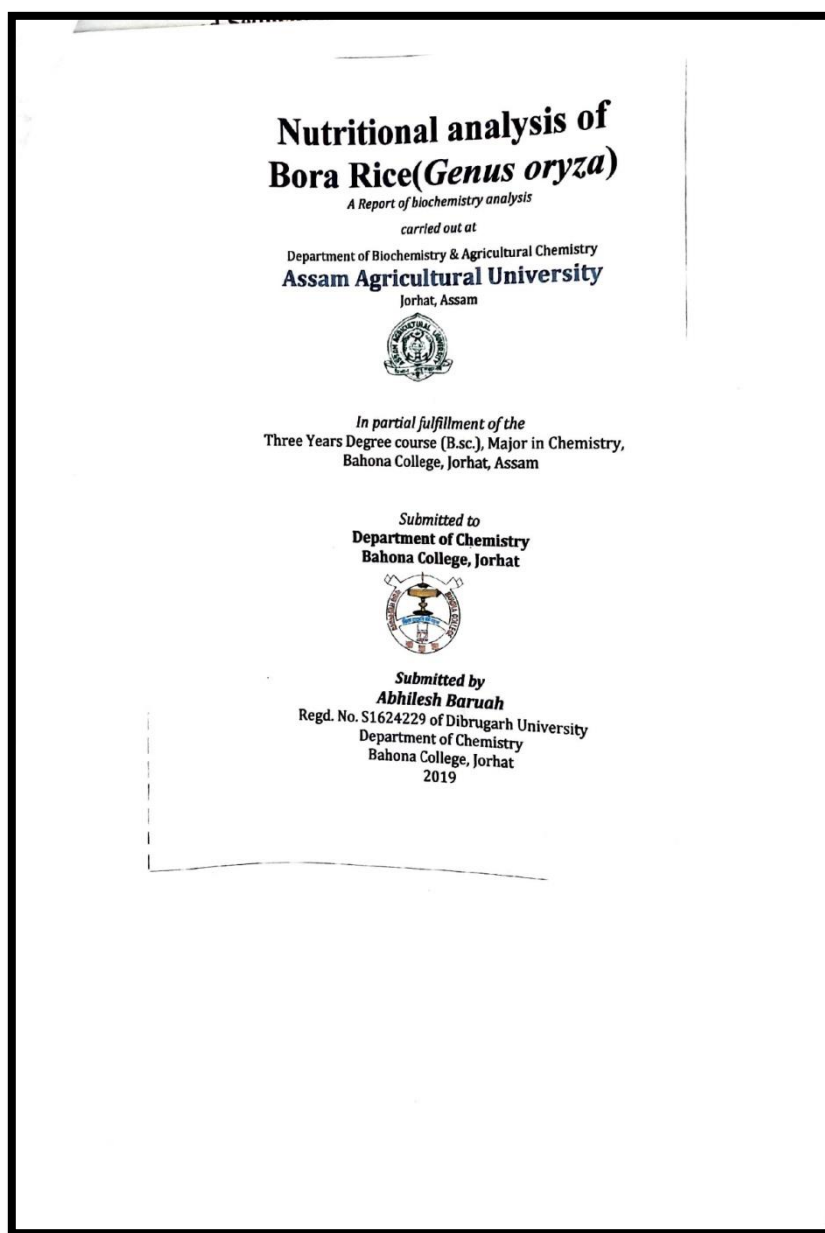 Nutritional analysis of
Bora Rice(Genus oryza)
A Report of biochemistry analysis
carried out at
Department of Biochemistry & Agricultural Chemistry
Assam Agricultural University
Jorhat, Assam
ASSAM AGRICULTURAL UNIVERSITY
In partial fulfillment of the
Three Years Degree course (B.sc.), Major in Chemistry,
Bahona College, Jorhat, Assam
Submitted to
Department of Chemistry
Bahona College, Jorhat
Submitted by
Abhilesh Baruah
Regd. No. S1624229 of Dibrugarh University
Department of Chemistry
Bahona College, Jorhat
2019